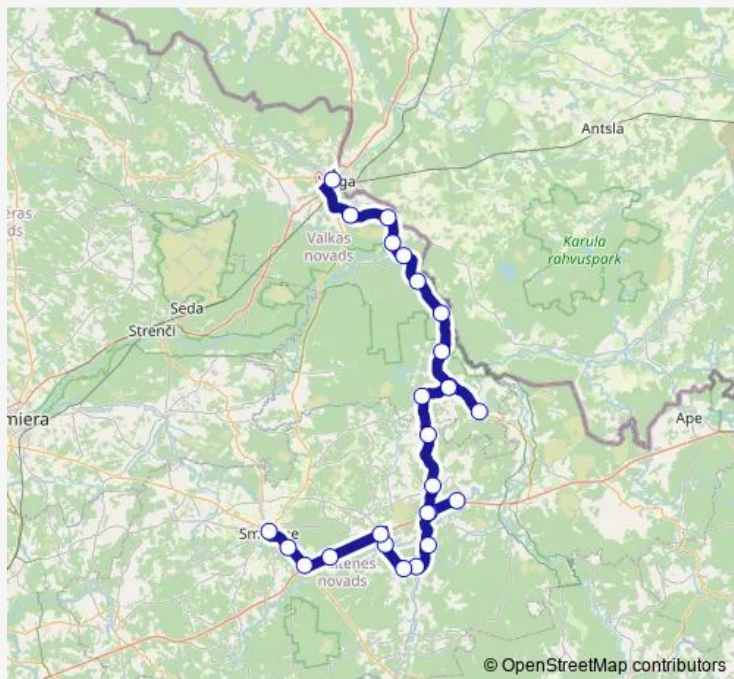 Antsla
Valkas
novads
Karula
rahvuspark
Seda
Strenči
miera
Ape
novads
© OpenStreetMap contributors